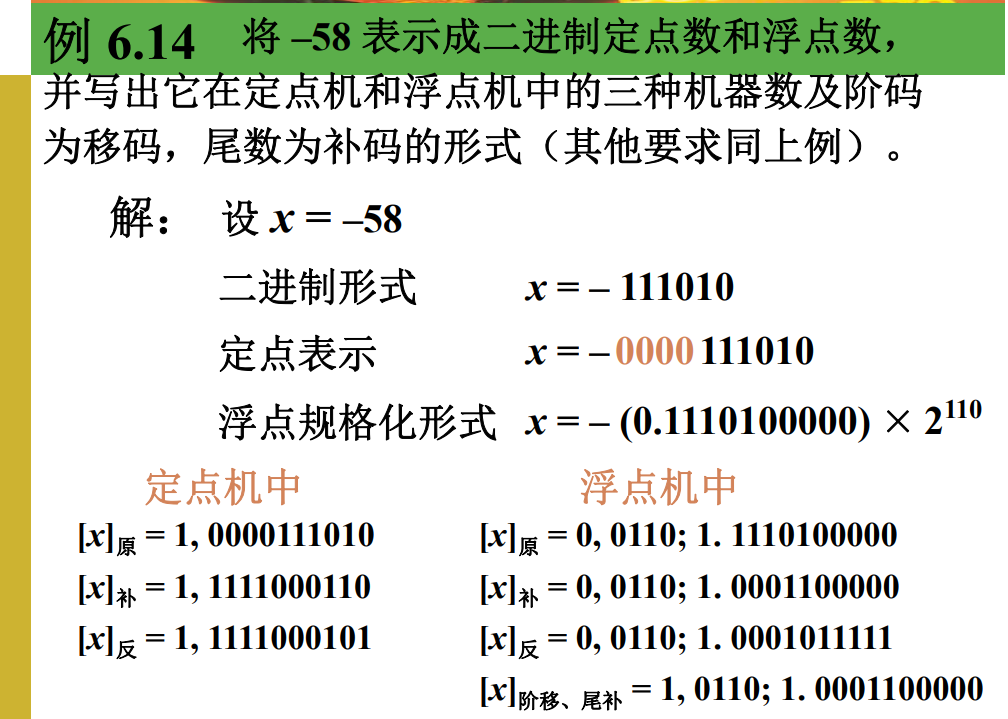 例 6.14 将 –58 表示成二进制定点数和浮点数，
并写出它在定点机和浮点机中的三种机器数及阶码
为移码，尾数为补码的形式（其他要求同上例）。
解： 设 x = –58
二进制形式 x = – 111010
定点表示 x = – 0000 111010
浮点规格化形式 x = – (0.1110100000) × 2^110
定点机中 浮点机中
[x]原 = 1, 0000111010 [x]原 = 0, 0110; 1. 1110100000
[x]补 = 1, 1111000110 [x]补 = 0, 0110; 1. 0001100000
[x]反 = 1, 1111000101 [x]反 = 0, 0110; 1. 0001011111
[x]阶移、尾补 = 1, 0110; 1. 0001100000